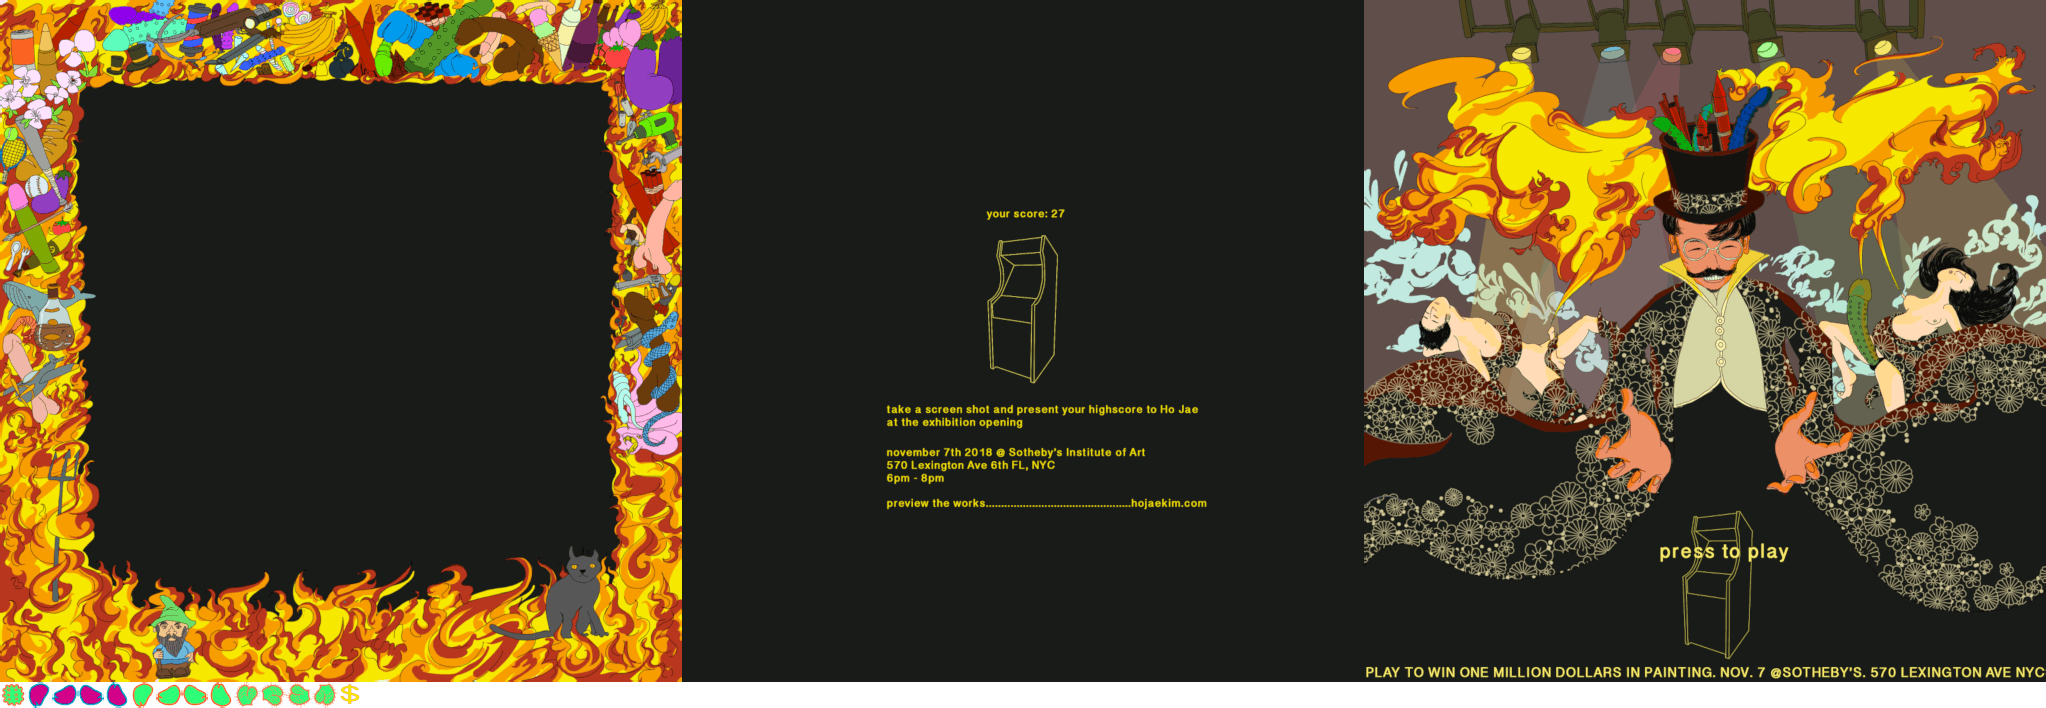 your score: 27
take a screen shot and present your highscore to Ho Jae
at the exhibition opening
november 7th 2018 @ Sotheby's Institute of Art
570 Lexington Ave 6th FL, NYC
6pm - 8pm
preview the works................................................hojaekim.com
press to play
PLAY TO WIN ONE MILLION DOLLARS IN PAINTING. NOV. 7 @SOTHEBY'S. 570 LEXINGTON AVE NYC
$